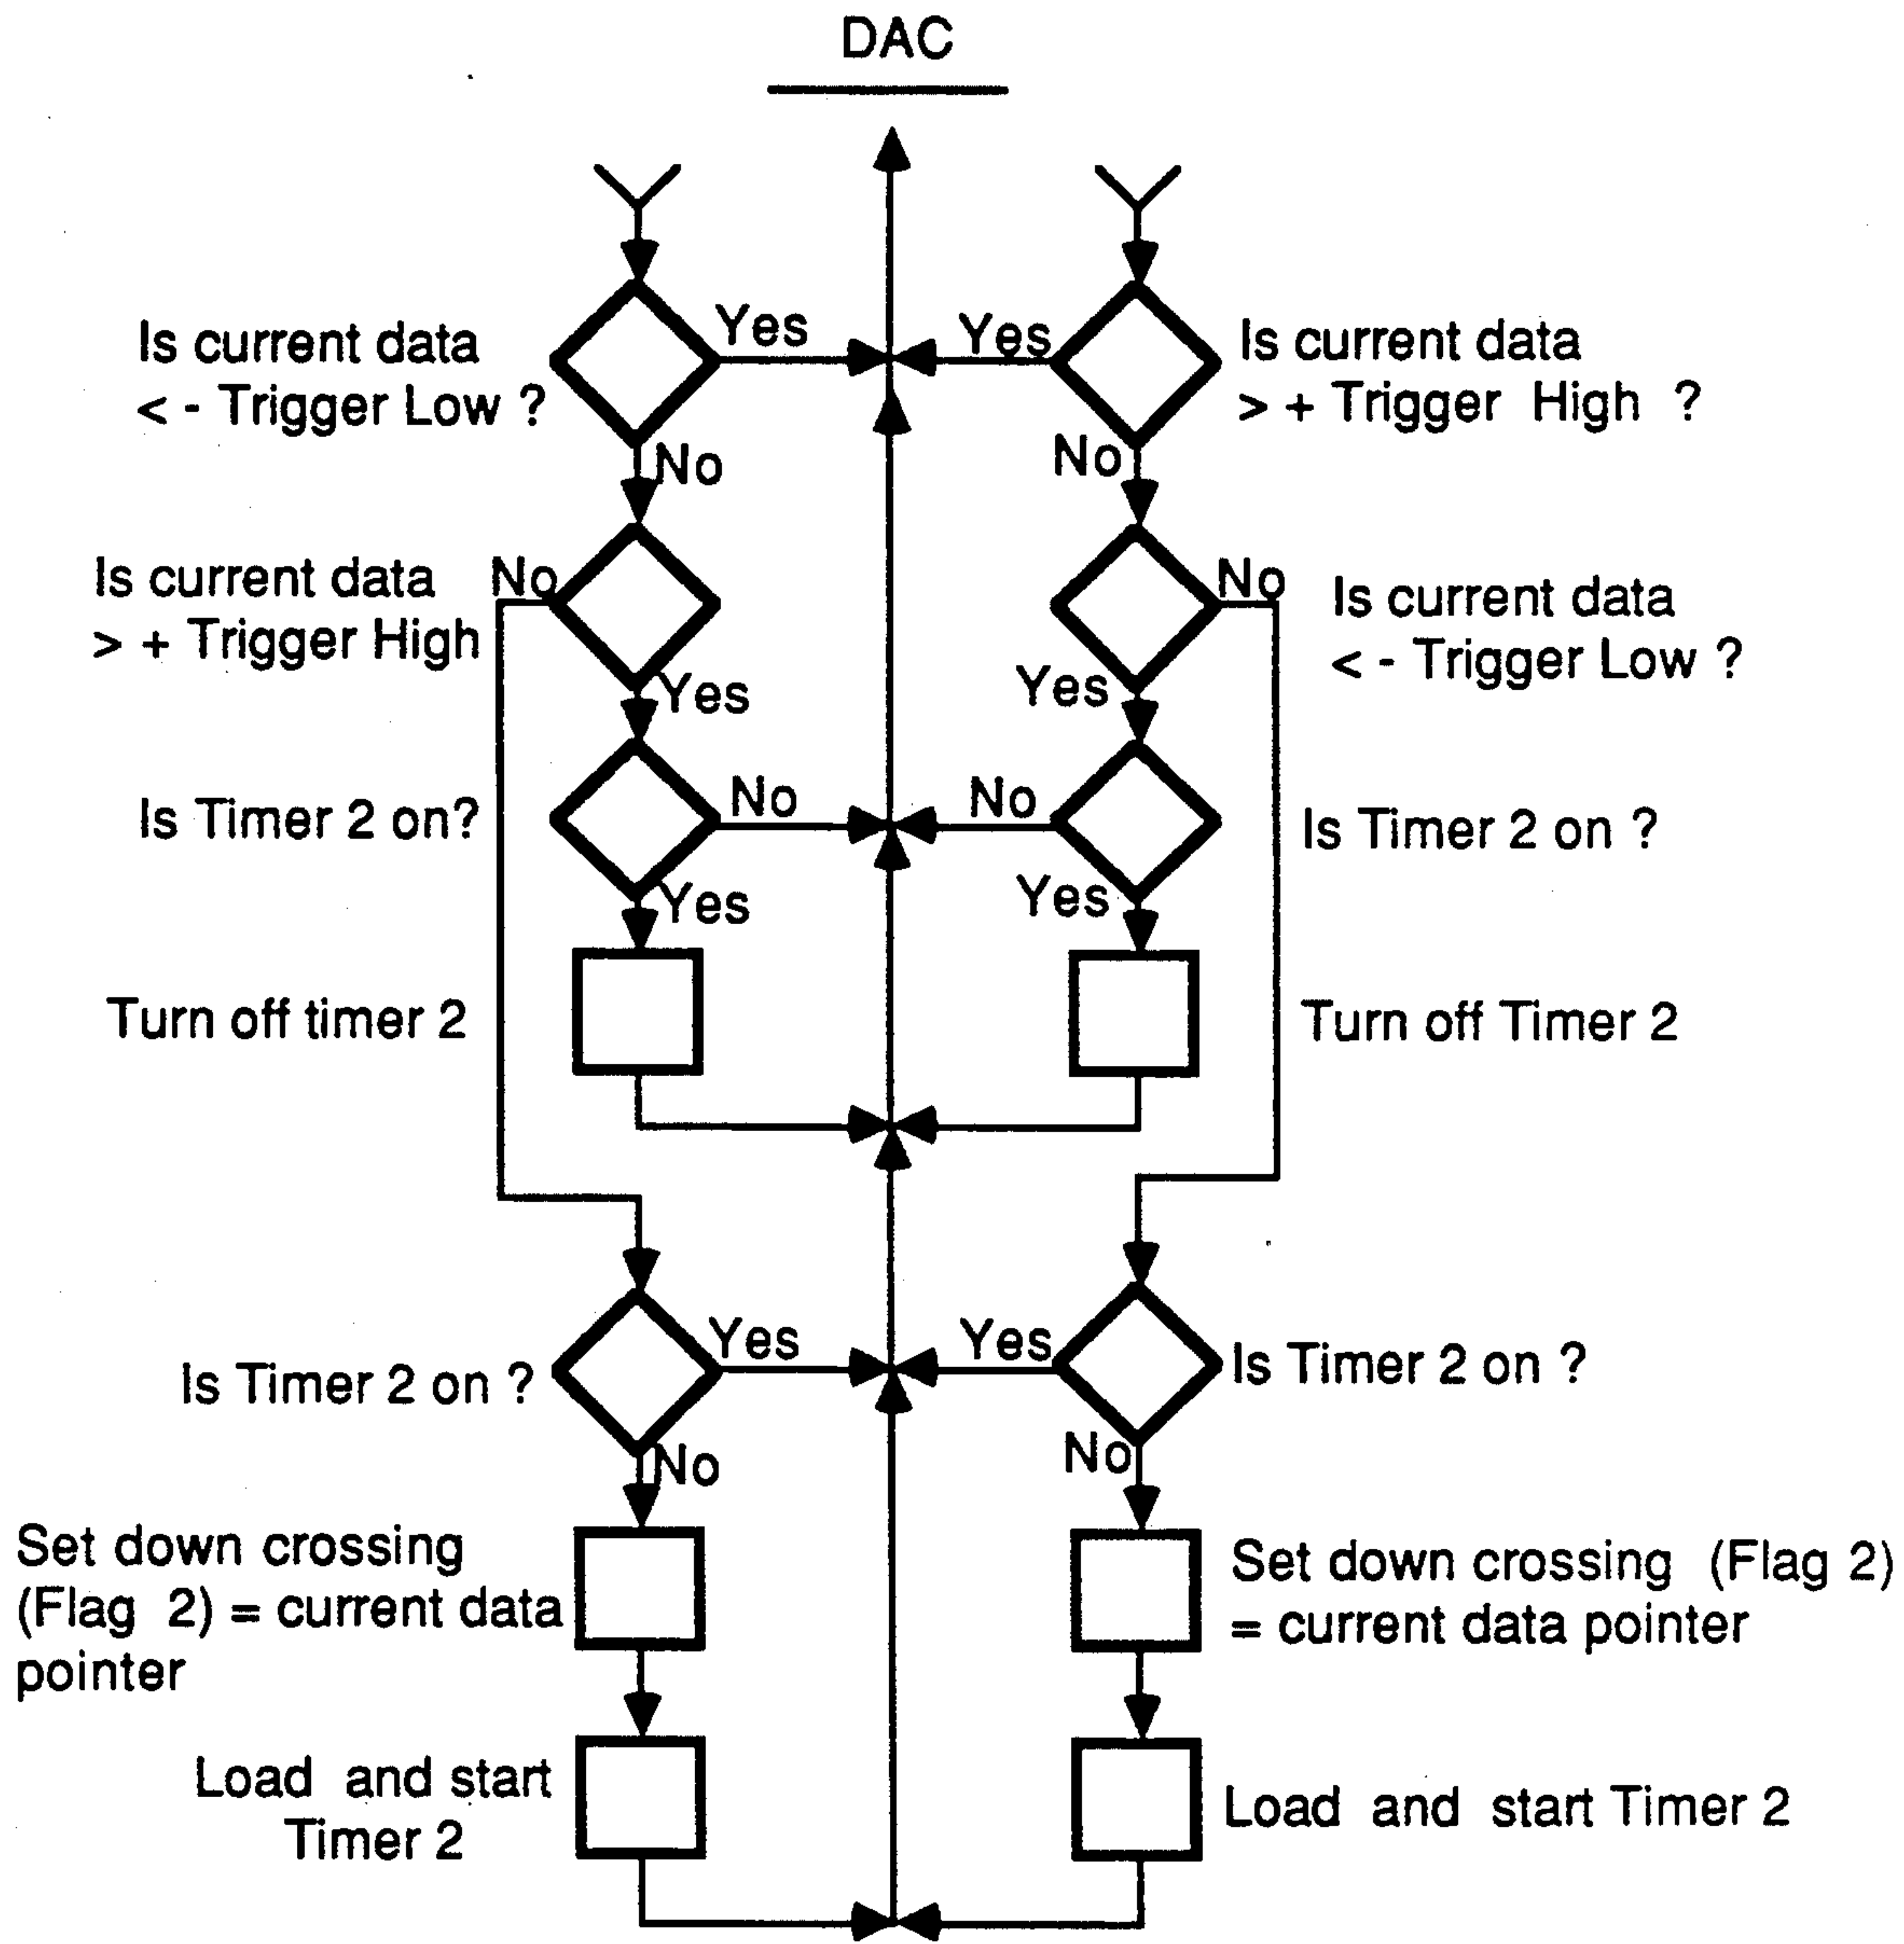 DAC
Is current data
< - Trigger Low ?
Yes
No
Yes
Is current data
> + Trigger High ?
No
Is current data
> + Trigger High
No
Yes
No
Is current data
< - Trigger Low ?
Yes
Is Timer 2 on?
No
Yes
No
Is Timer 2 on ?
Yes
Turn off timer 2
Turn off Timer 2
Is Timer 2 on ?
Yes
No
Yes
Is Timer 2 on ?
No
Set down crossing
(Flag 2) = current data
pointer
Set down crossing (Flag 2)
= current data pointer
Load and start
Timer 2
Load and start Timer 2